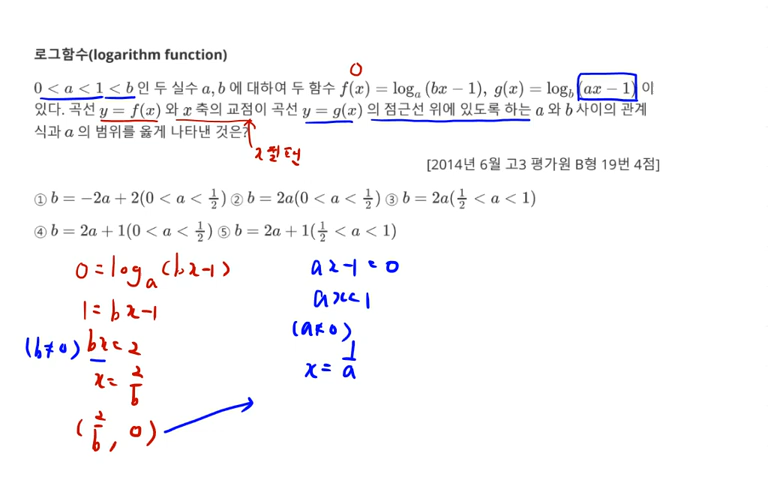 로그함수(logarithm function)
O
0 < a < 1 < b 인 두 실수 a, b 에 대하여 두 함수 f(x) = logₐ (bx − 1), g(x) = log_b (ax − 1) 이
있다. 곡선 y = f(x) 와 x 축의 교점이 곡선 y = g(x) 의 점근선 위에 있도록 하는 a 와 b 사이의 관계
식과 a 의 범위를 옳게 나타낸 것은?
x절편
[2014년 6월 고3 평가원 B형 19번 4점]
① b = −2a + 2(0 < a < 1/2) ② b = 2a(0 < a < 1/2) ③ b = 2a(1/2 < a < 1)
④ b = 2a + 1(0 < a < 1/2) ⑤ b = 2a + 1(1/2 < a < 1)
0 = logₐ (bx−1)
1 = bx−1
(b≠0) bx = 2
x = 2/b
(2/b, 0)
ax−1 = 0
ax = 1
(a≠0)
x = 1/a